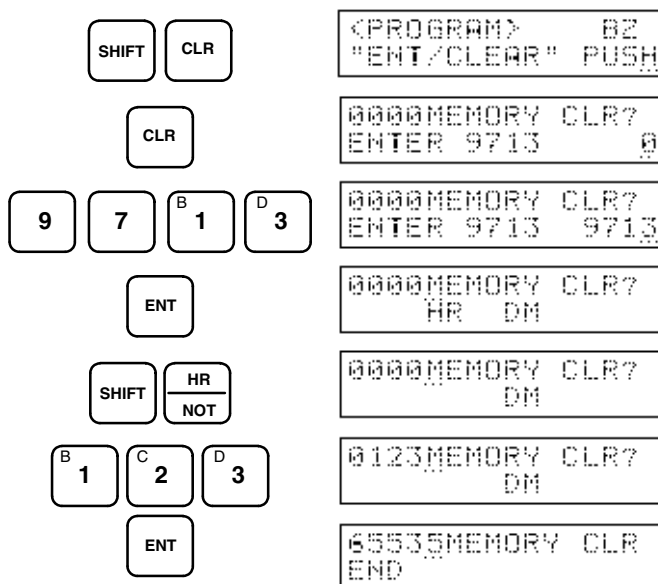 SHIFT CLR
<PROGRAM> BZ
"ENT/CLEAR" PUSH
CLR
0000MEMORY CLR?
ENTER 9713 0
9 7 B 1 D 3
0000MEMORY CLR?
ENTER 9713 9713
ENT
0000MEMORY CLR?
HR DM
SHIFT HR
NOT
0000MEMORY CLR?
DM
B 1 C 2 D 3
0123MEMORY CLR?
DM
ENT
65535MEMORY CLR
END